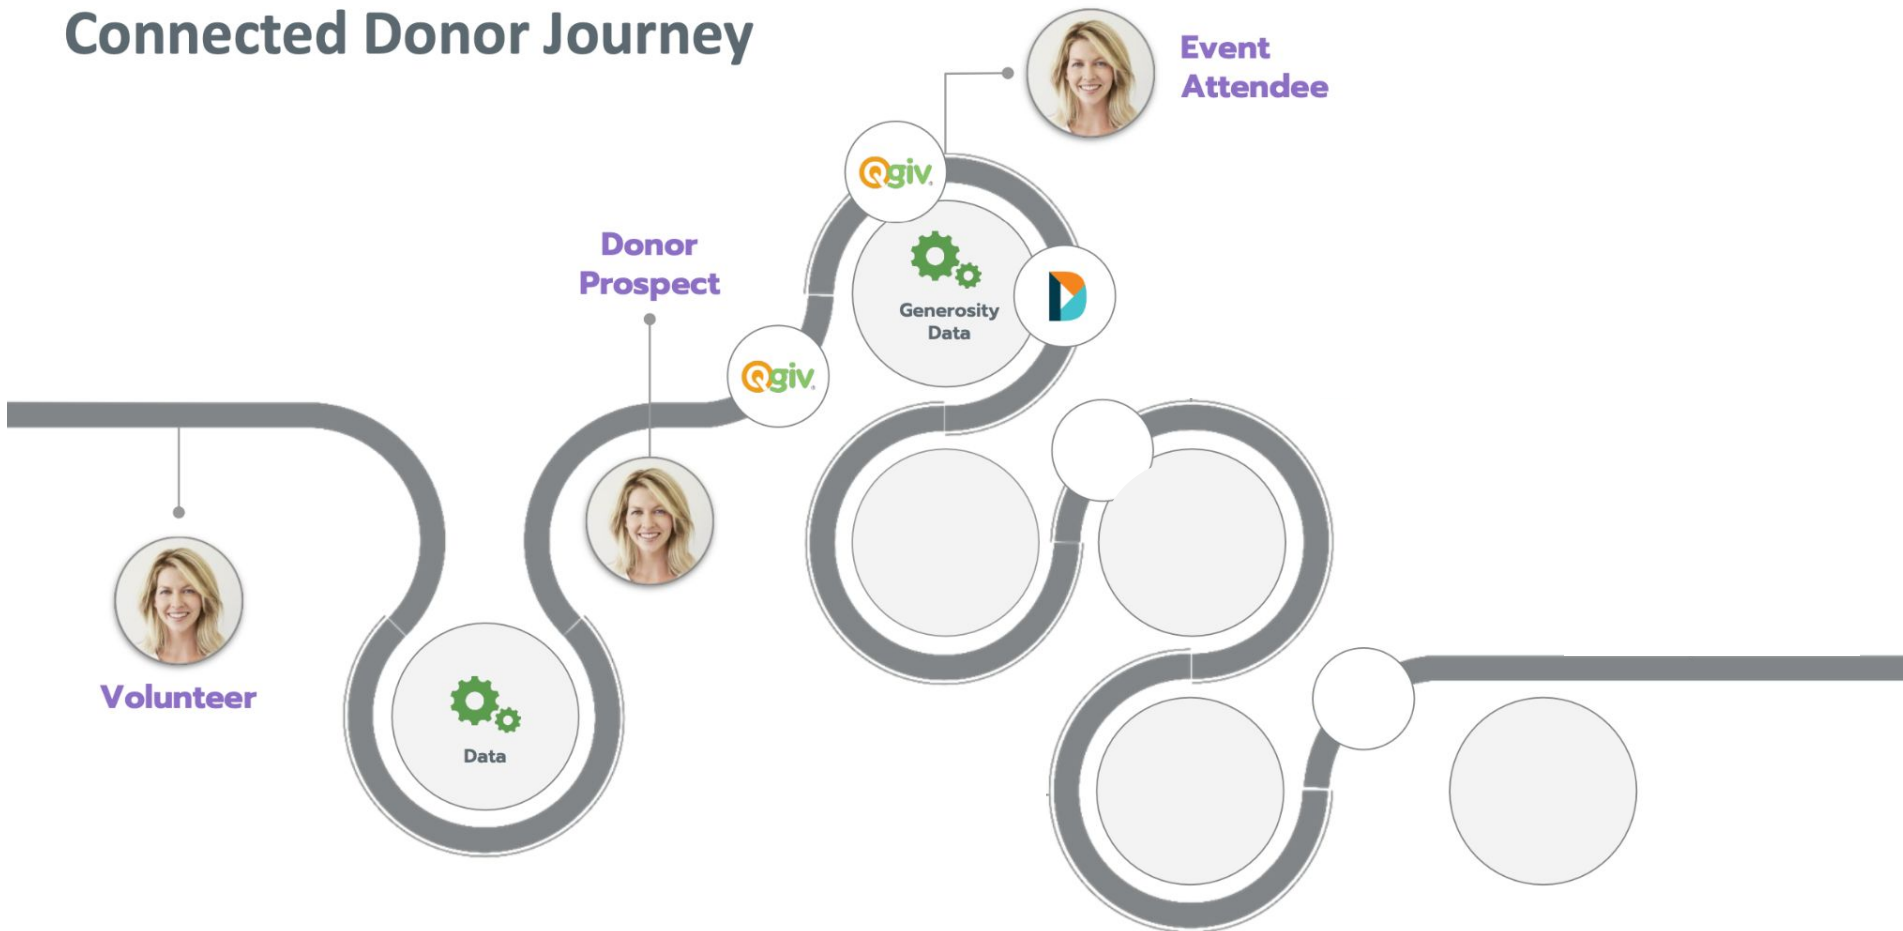 Connected Donor Journey
Event
Attendee
Qgiv®
Donor
Prospect
Generosity
Data
Qgiv®
Volunteer
Data